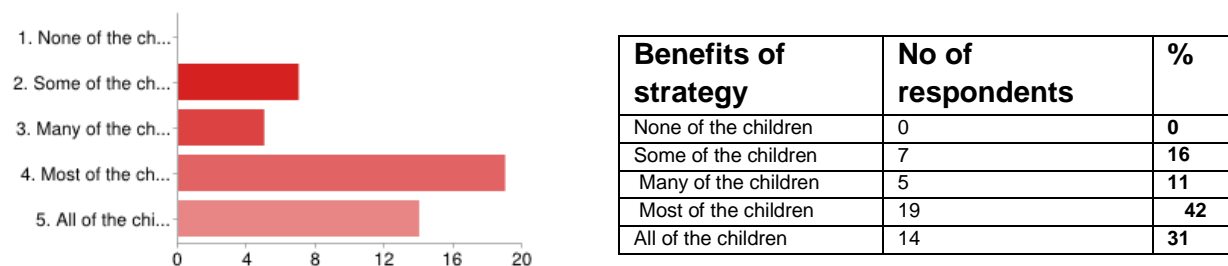 1. None of the ch...
2. Some of the ch...
3. Many of the ch...
4. Most of the ch...
5. All of the chi...
0 4 8 12 16 20
Benefits of strategy No of respondents %
None of the children 0 0
Some of the children 7 16
Many of the children 5 11
Most of the children 19 42
All of the children 14 31